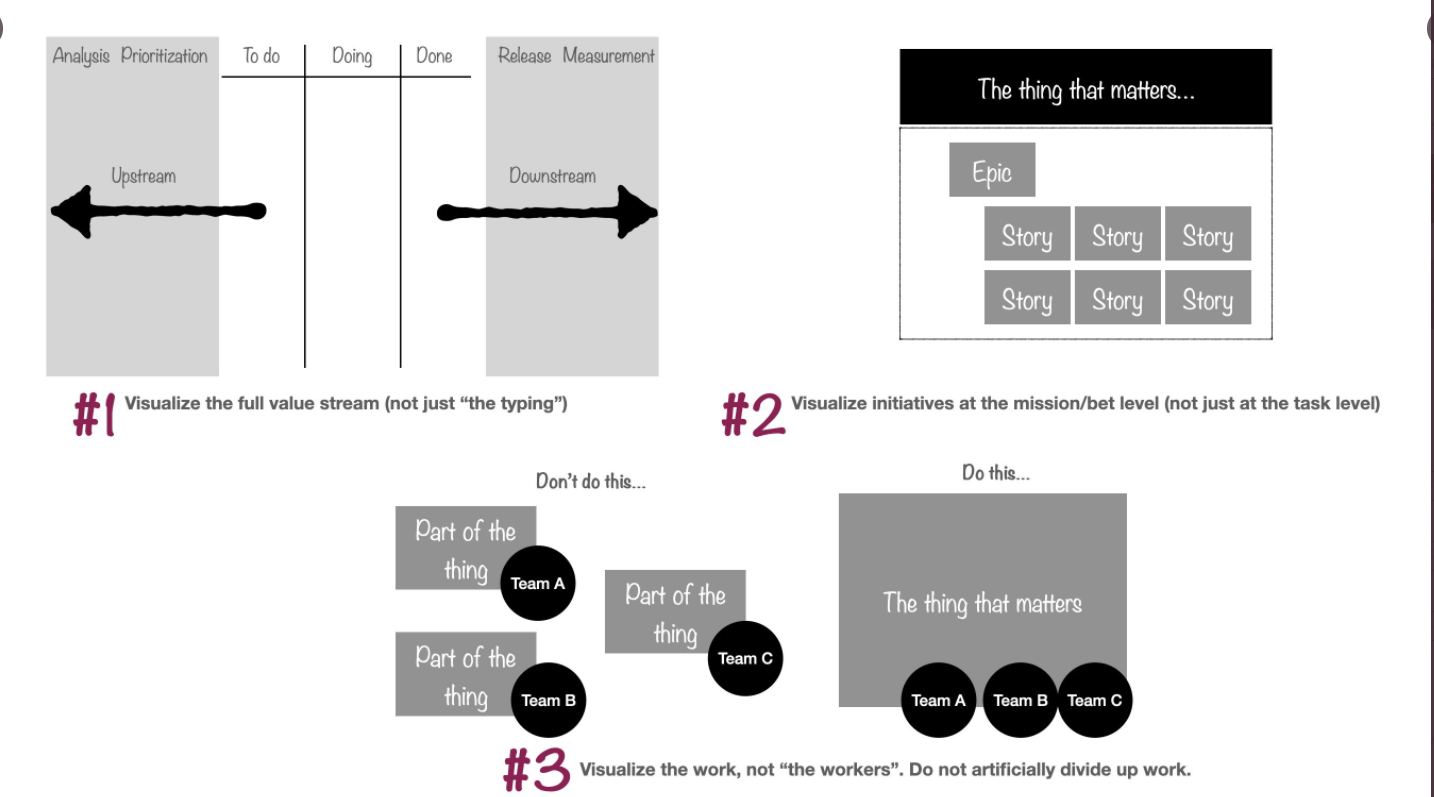 Analysis Prioritization To do Doing Done Release Measurement
Upstream
Downstream
#1 Visualize the full value stream (not just “the typing”)
The thing that matters...
Epic
Story Story Story
Story Story Story
#2 Visualize initiatives at the mission/bet level (not just at the task level)
Don't do this...
Part of the
thing
Team A
Part of the
thing
Team B
Part of the
thing
Team C
Do this...
The thing that matters
Team A Team B Team C
#3 Visualize the work, not “the workers”. Do not artificially divide up work.